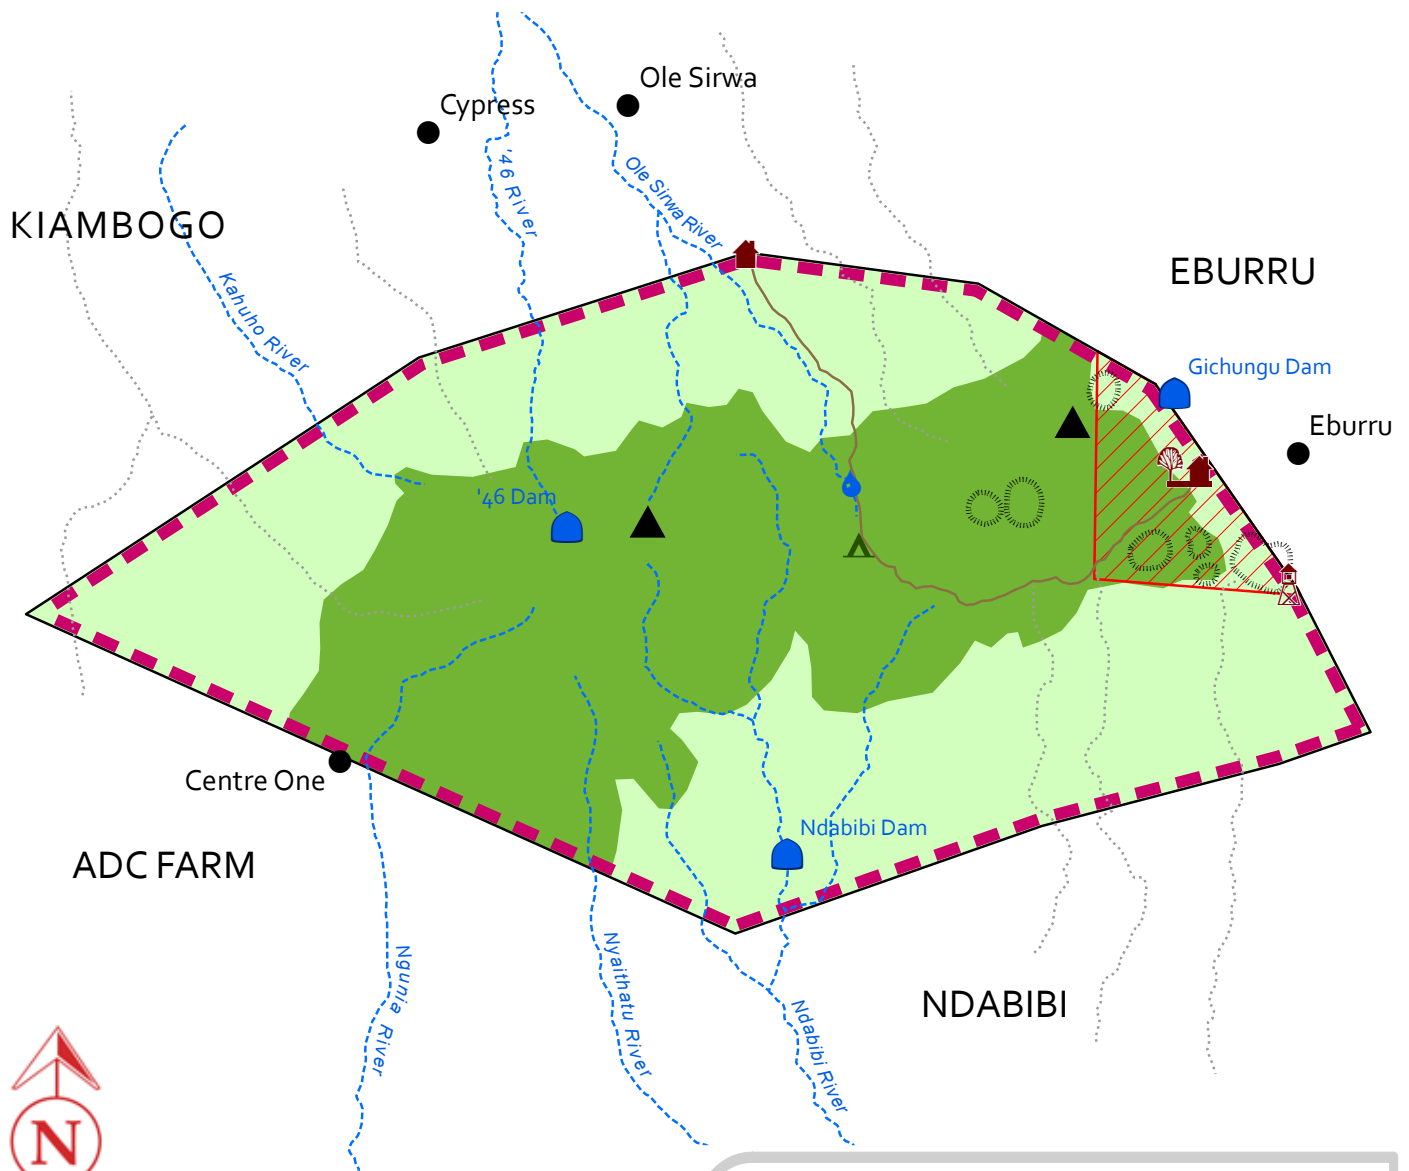 Ole Sirwa
Cypress
'46 River
Ole Sirwa River
KIAMBOGO
EBURRU
Kahuho River
Gichungu Dam
Eburru
'46 Dam
Centre One
Ndabibi Dam
ADC FARM
Ngunia River
Nyaithatu River
NDABIBI
Ndabibi River
N